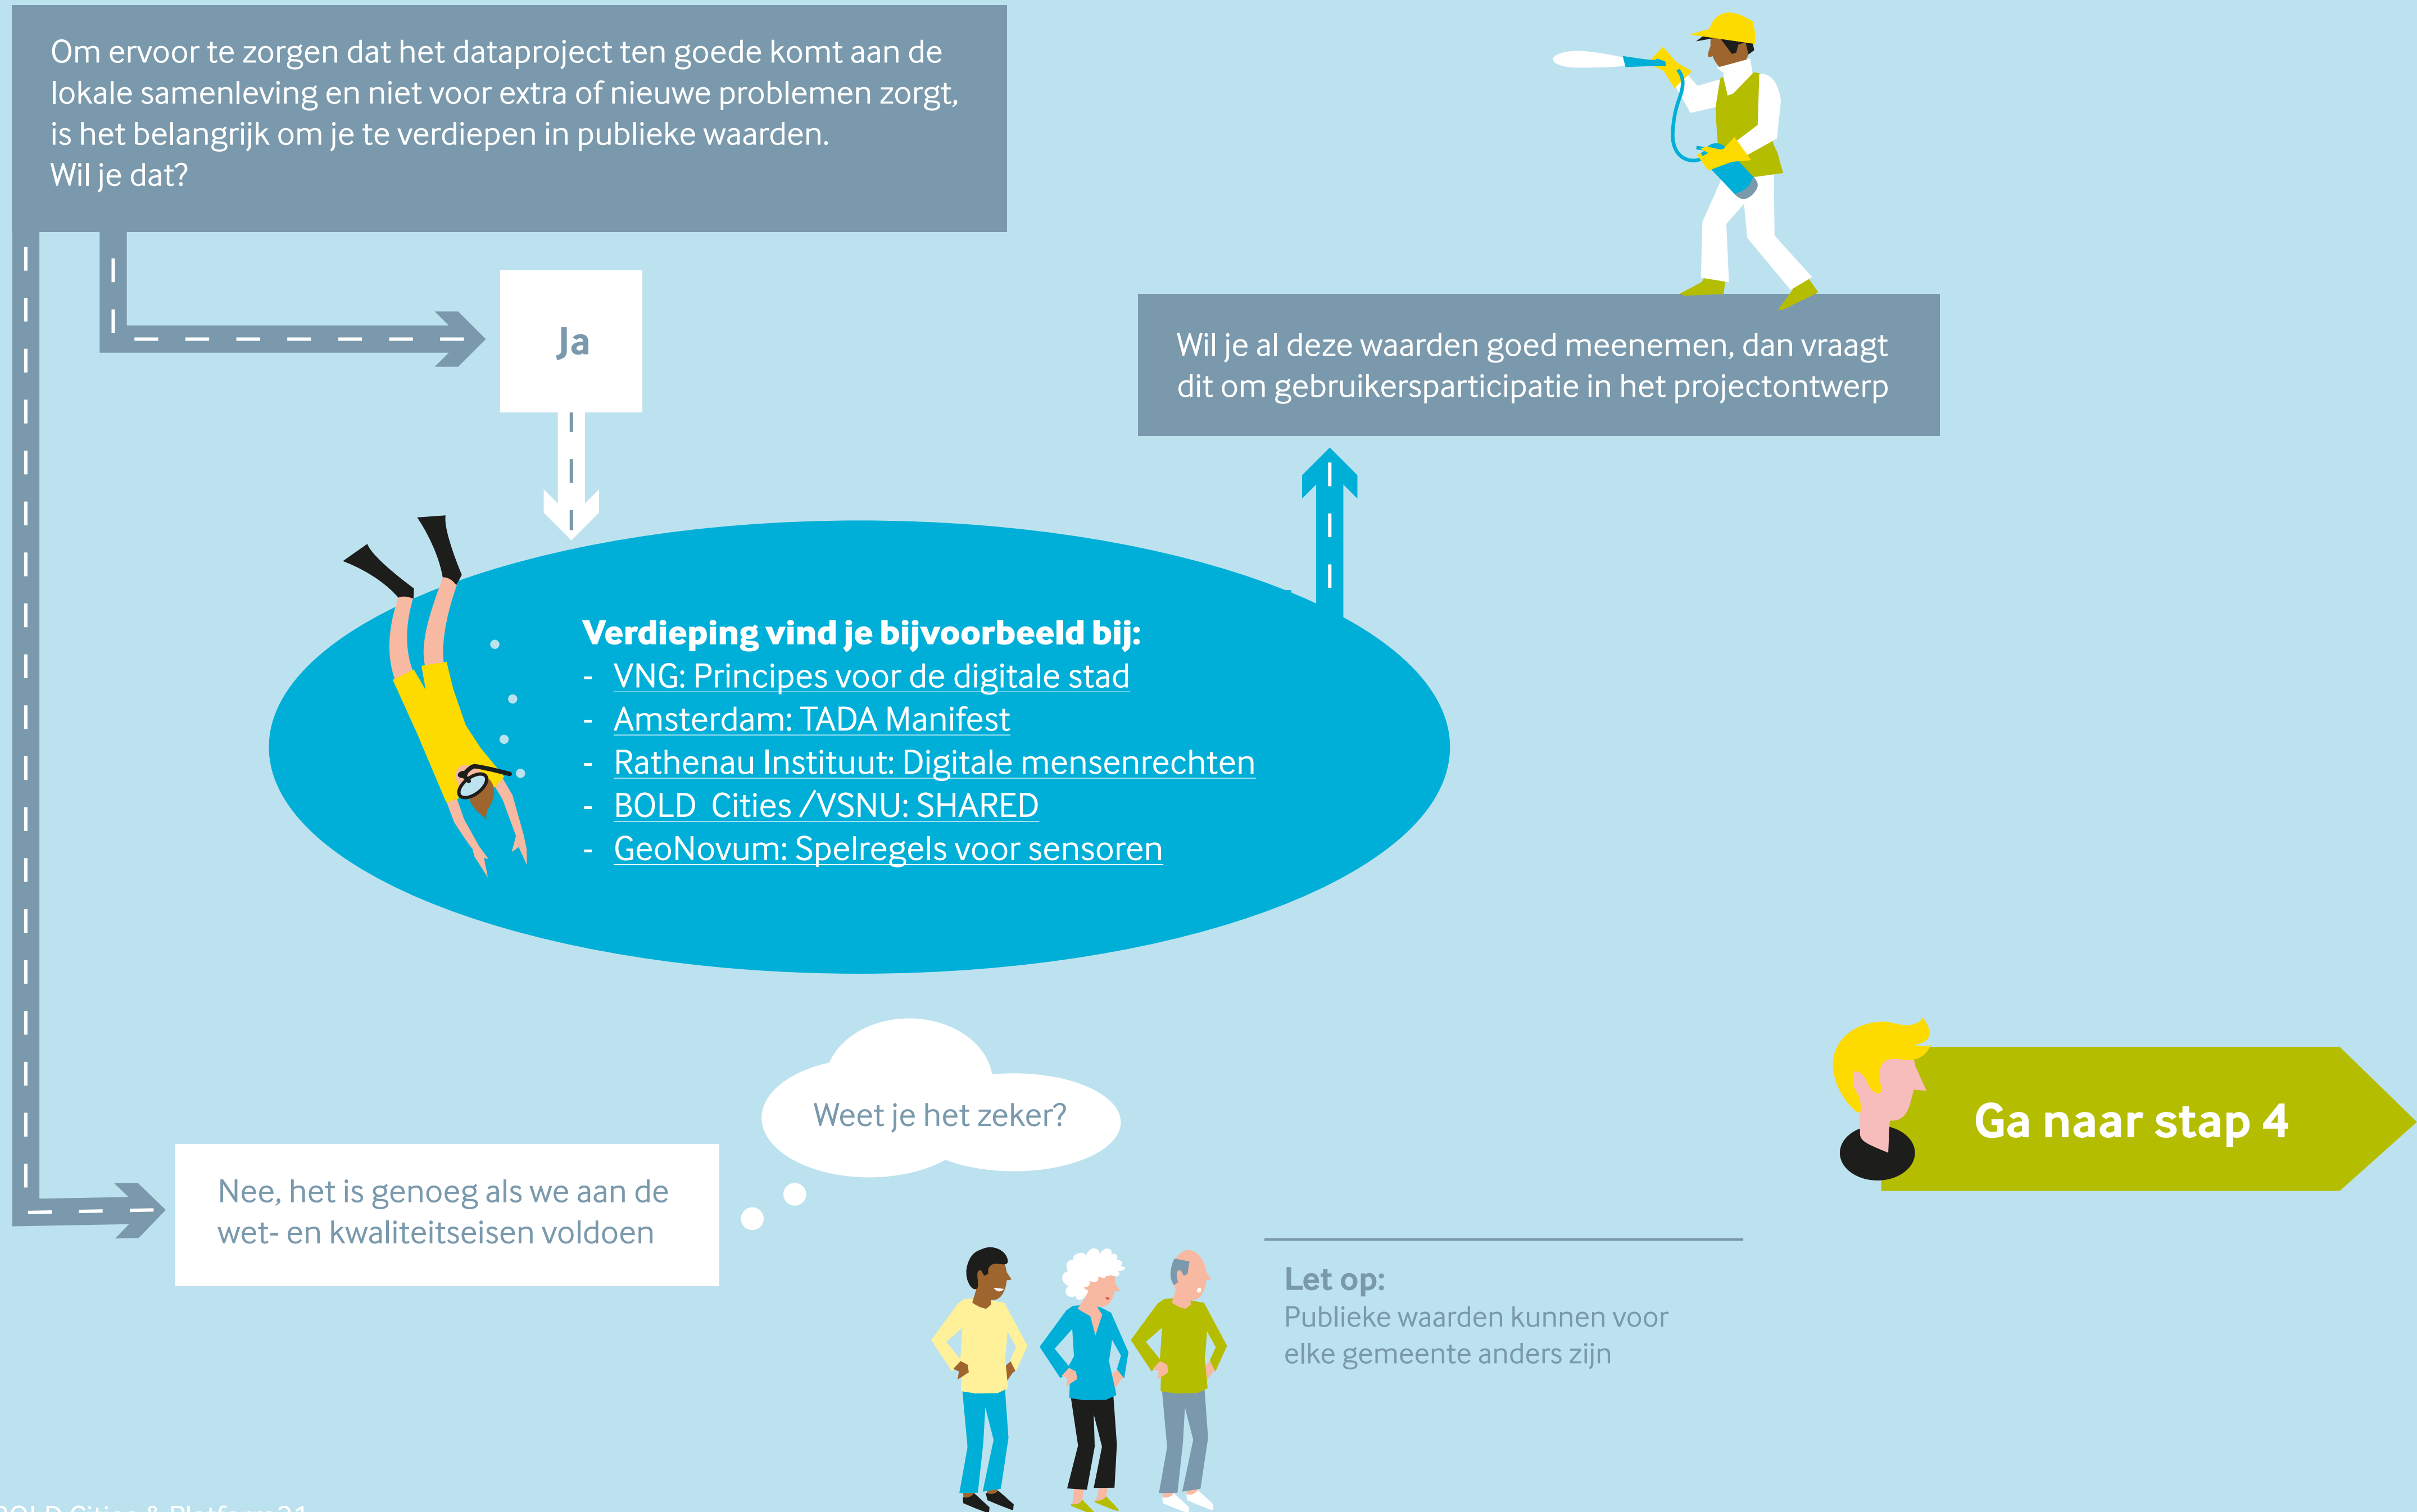 Om ervoor te zorgen dat het dataproject ten goede komt aan de
lokale samenleving en niet voor extra of nieuwe problemen zorgt,
is het belangrijk om je te verdiepen in publieke waarden.
Wil je dat?
Ja
Wil je al deze waarden goed meenemen, dan vraagt
dit om gebruikersparticipatie in het projectontwerp
Verdieping vind je bijvoorbeeld bij:
- VNG: Principes voor de digitale stad
- Amsterdam: TADA Manifest
- Rathenau Instituut: Digitale mensenrechten
- BOLD Cities /VSNU: SHARED
- GeoNovum: Spelregels voor sensoren
Weet je het zeker?
Ga naar stap 4
Nee, het is genoeg als we aan de
wet- en kwaliteitseisen voldoen
Let op:
Publieke waarden kunnen voor
elke gemeente anders zijn
BOLD Cities & Platform31